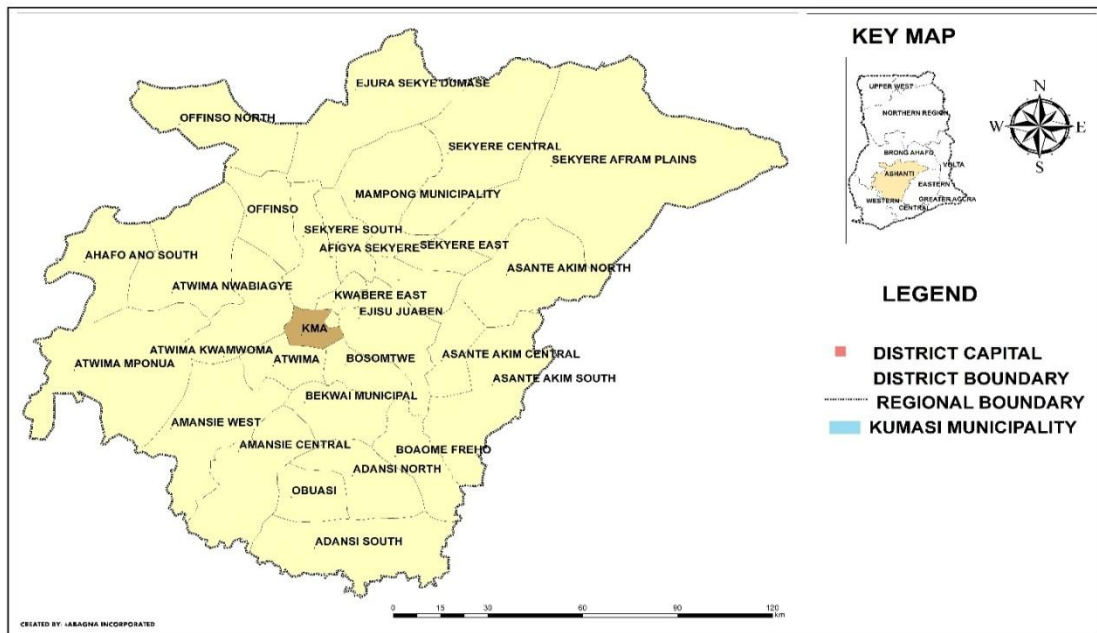 EJURA SEKYE DUMASE
OFFINSO NORTH
SEKYERE CENTRAL
SEKYERE AFRAM PLAINS
MAMPONG MUNICIPALITY
OFFINSO
SEKYERE SOUTH
AFIGYA SEKYERE
SEKYERE EAST
AHAFO ANO SOUTH
ASANTE AKIM NORTH
ATWIMA NWABIAGYE
KWABERE EAST
EJISU JUABEN
KMA
ATWIMA KWAMWOMA
ATWIMA MPONUA
ATWIMA
BOSOMTWE
ASANTE AKIM CENTRAL
ASANTE AKIM SOUTH
BEKWAI MUNICIPAL
AMANSIE WEST
AMANSIE CENTRAL
BOAOME FREHO
ADANSI NORTH
OBUASI
ADANSI SOUTH
0 15 30 60 90 120
km
CREATED BY: LABAGNA INCORPORATED
KEY MAP
UPPER WEST
NORTHERN REGION
BRONG AHAFO
VOLTA
ASHANTI
EASTERN
WESTERN
GREATER ACCRA
CENTRAL
N
W E
S
LEGEND
DISTRICT CAPITAL
DISTRICT BOUNDARY
REGIONAL BOUNDARY
KUMASI MUNICIPALITY